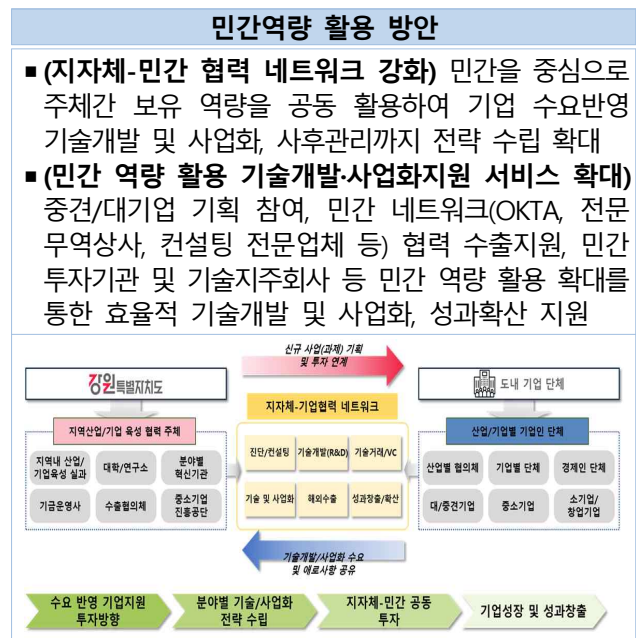 민간역량 활용 방안
▪ (지자체-민간 협력 네트워크 강화) 민간을 중심으로
주체간 보유 역량을 공동 활용하여 기업 수요반영
기술개발 및 사업화, 사후관리까지 전략 수립 확대
▪ (민간 역량 활용 기술개발·사업화지원 서비스 확대)
중견/대기업 기획 참여, 민간 네트워크(OKTA, 전문
무역상사, 컨설팅 전문업체 등) 협력 수출지원, 민간
투자기관 및 기술지주회사 등 민간 역량 활용 확대를
통한 효율적 기술개발 및 사업화, 성과확산 지원
신규 사업(과제) 기획
및 투자 연계
강원특별자치도
도내 기업 단체
지자체-기업협력 네트워크
지역산업/기업 육성 협력 주체
산업/기업별 기업인 단체
지역내 산업/
기업육성 실과
대학/연구소
분야별
혁신기관
기금운영사
수출협의체
중소기업
진흥공단
진단/컨설팅
기술개발(R&D)
기술거래/VC
기술 및 사업화
해외수출
성과창출/확산
산업별 협의체
기업별 단체
경제인 단체
대/중견기업
중소기업
소기업/
창업기업
기술개발/사업화 수요
및 애로사항 공유
수요 반영 기업지원
투자방향
분야별 기술/사업화
전략 수립
지자체-민간 공동
투자
기업성장 및 성과창출